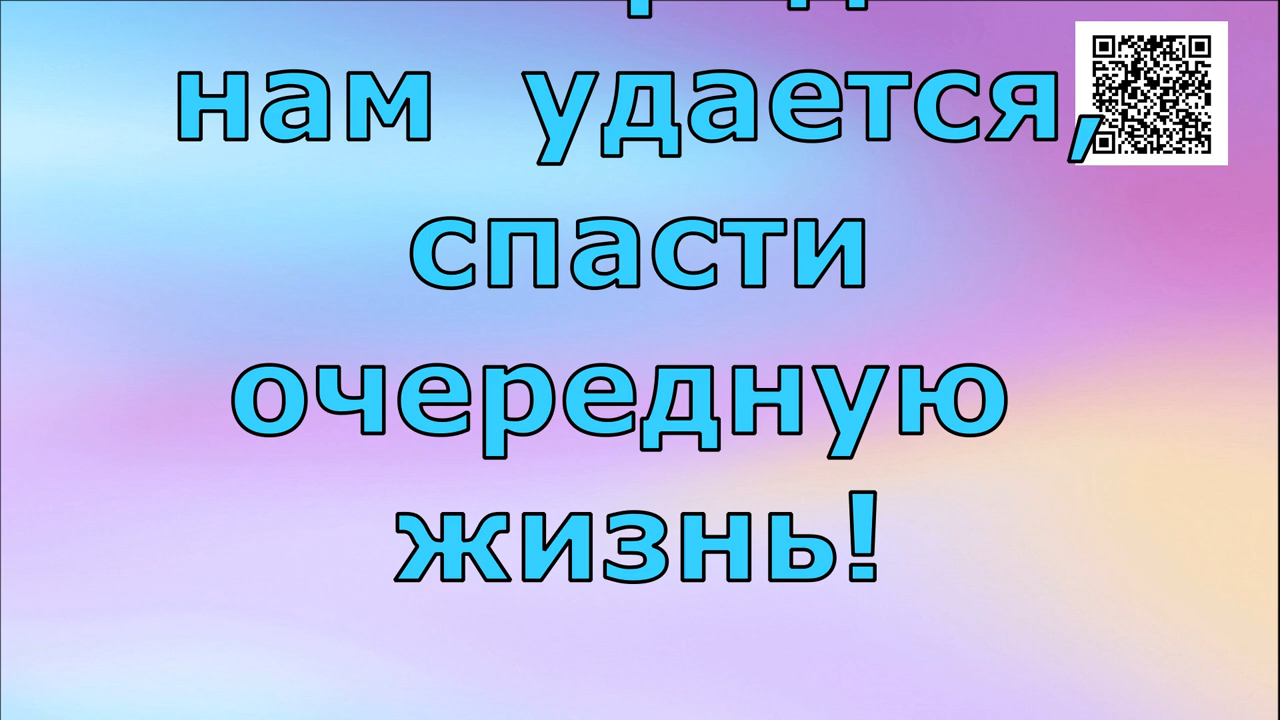 нам удается,
спасти
очередную
жизнь!